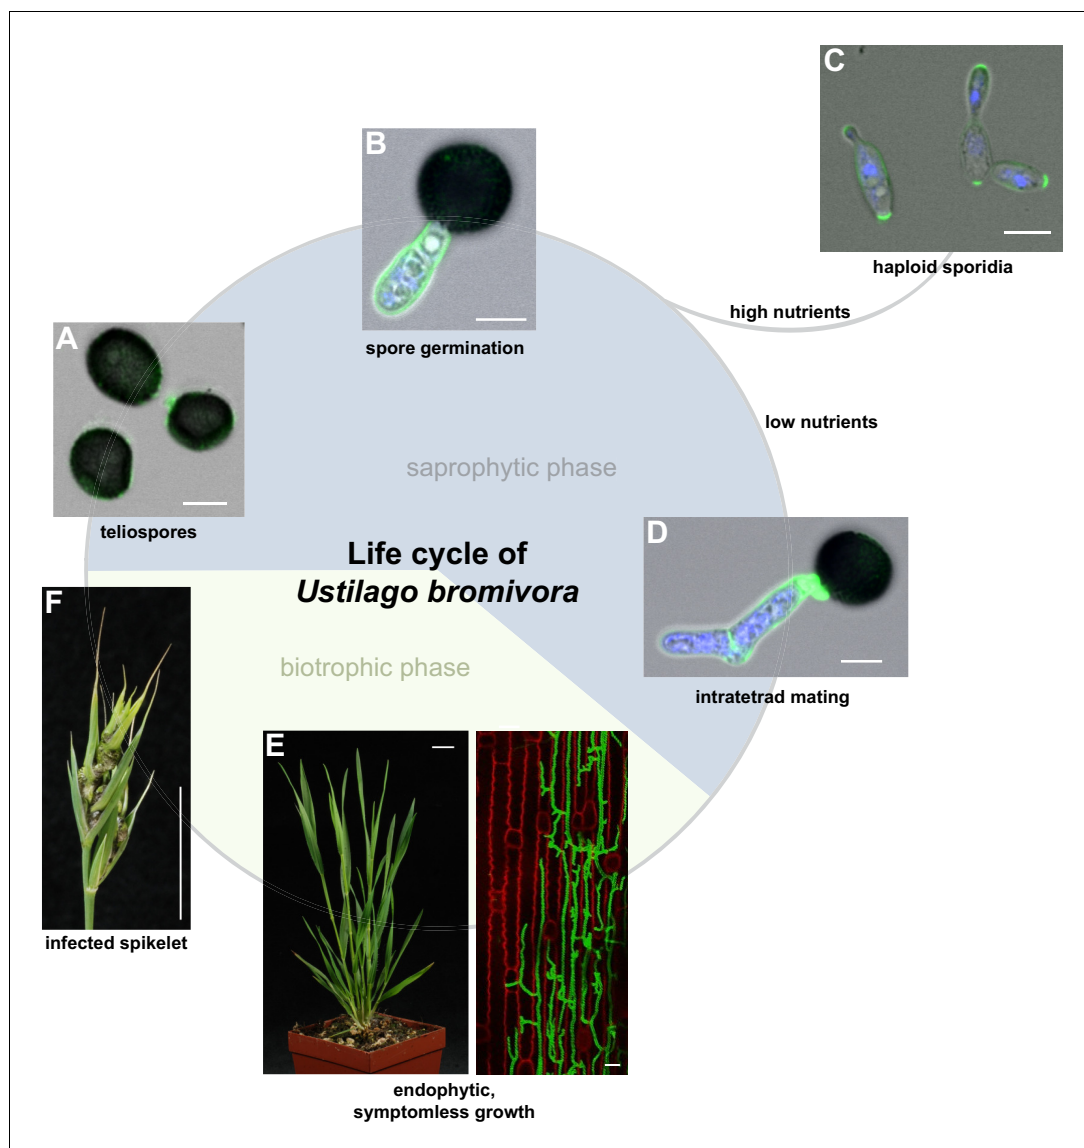 A
teliospores
B
spore germination
C
haploid sporidia
high nutrients
low nutrients
saprophytic phase
Life cycle of
Ustilago bromivora
biotrophic phase
D
intratetrad mating
E
endophytic,
symptomless growth
F
infected spikelet